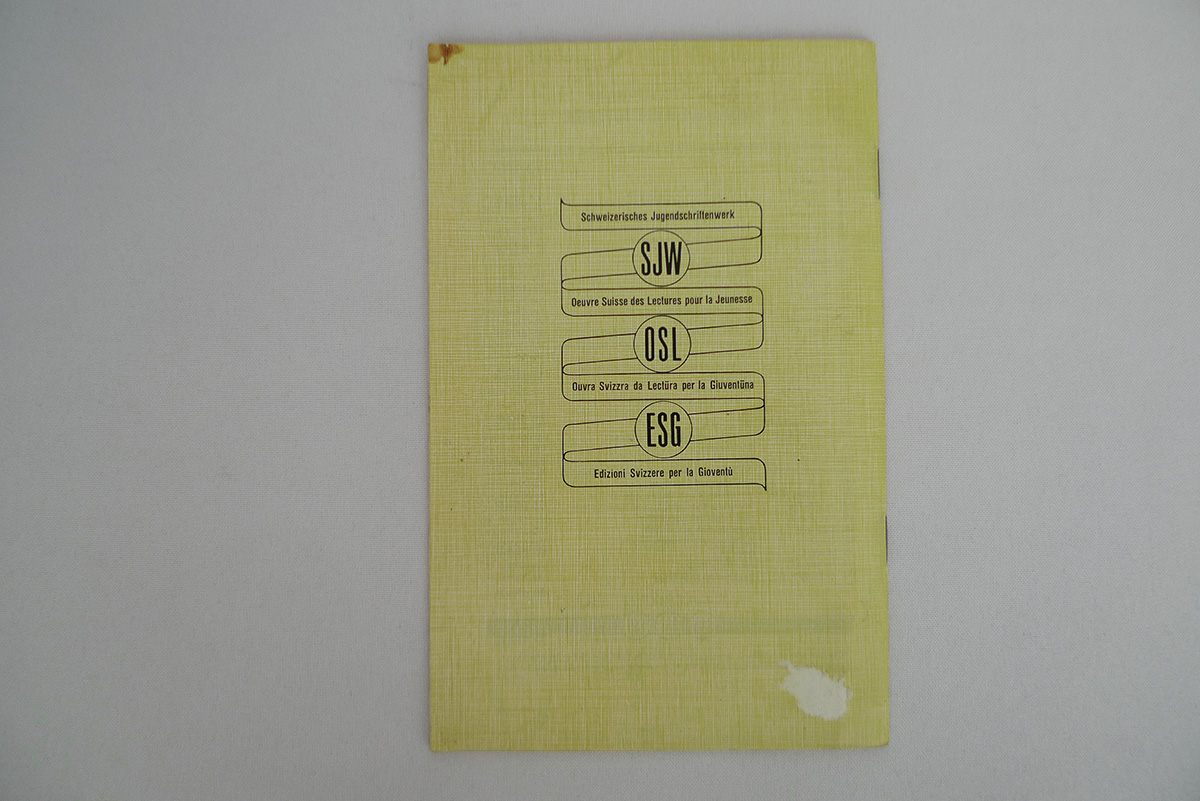 Schweizerisches Jugendschriftenwerk
SJW
Oeuvre Suisse des Lectures pour la Jeunesse
OSL
Ouvra Svizzra da Lectüra per la Giuventüna
ESG
Edizioni Svizzere per la Gioventù